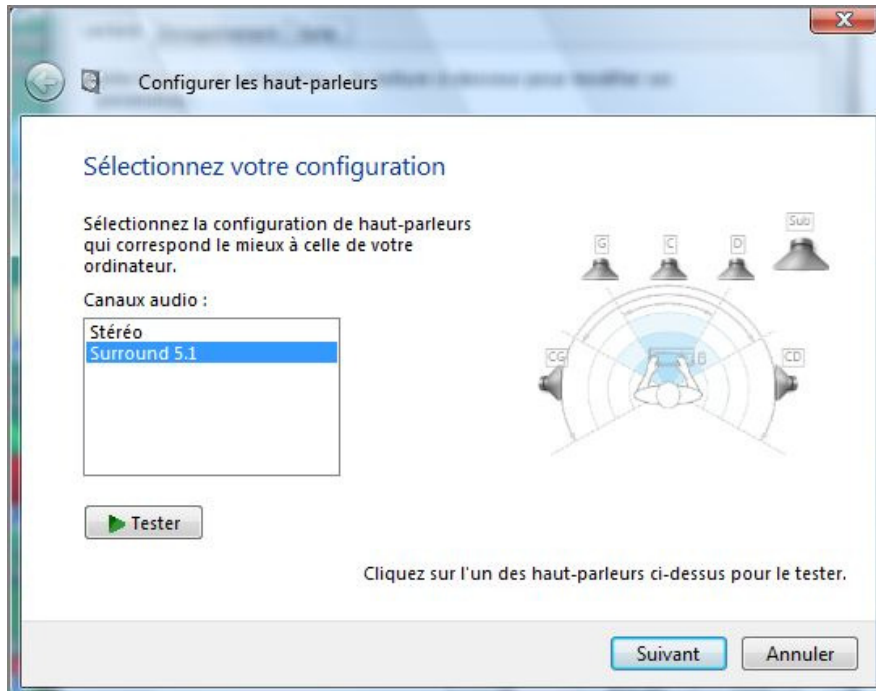 Configurer les haut-parleurs
Sélectionnez votre configuration
Sélectionnez la configuration de haut-parleurs
qui correspond le mieux à celle de votre
ordinateur.
Canaux audio :
Stéréo
Surround 5.1
Sub
G
C
D
CG
CD
Tester
Cliquez sur l'un des haut-parleurs ci-dessus pour le tester.
Suivant
Annuler